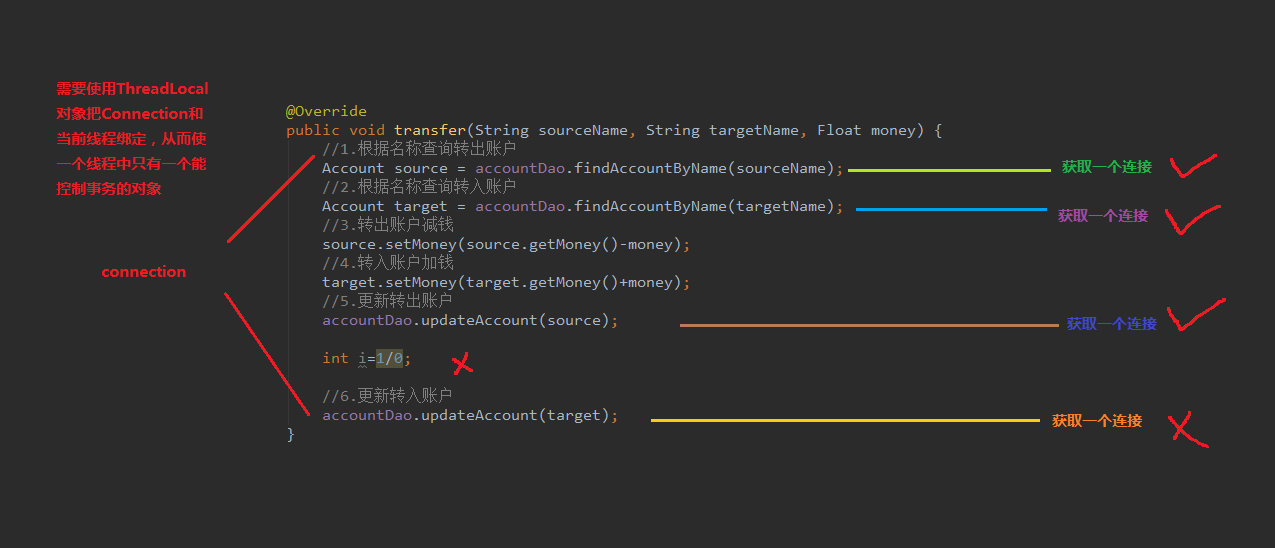 需要使用ThreadLocal
对象把Connection和
当前线程绑定，从而使
一个线程中只有一个能
控制事务的对象
connection
@Override
public void transfer(String sourceName, String targetName, Float money) {
//1.根据名称查询转出账户
Account source = accountDao.findAccountByName(sourceName);
获取一个连接
//2.根据名称查询转入账户
Account target = accountDao.findAccountByName(targetName);
获取一个连接
//3.转出账户减钱
source.setMoney(source.getMoney()-money);
//4.转入账户加钱
target.setMoney(target.getMoney()+money);
//5.更新转出账户
accountDao.updateAccount(source);
获取一个连接
int i=1/0;
//6.更新转入账户
accountDao.updateAccount(target);
获取一个连接
}